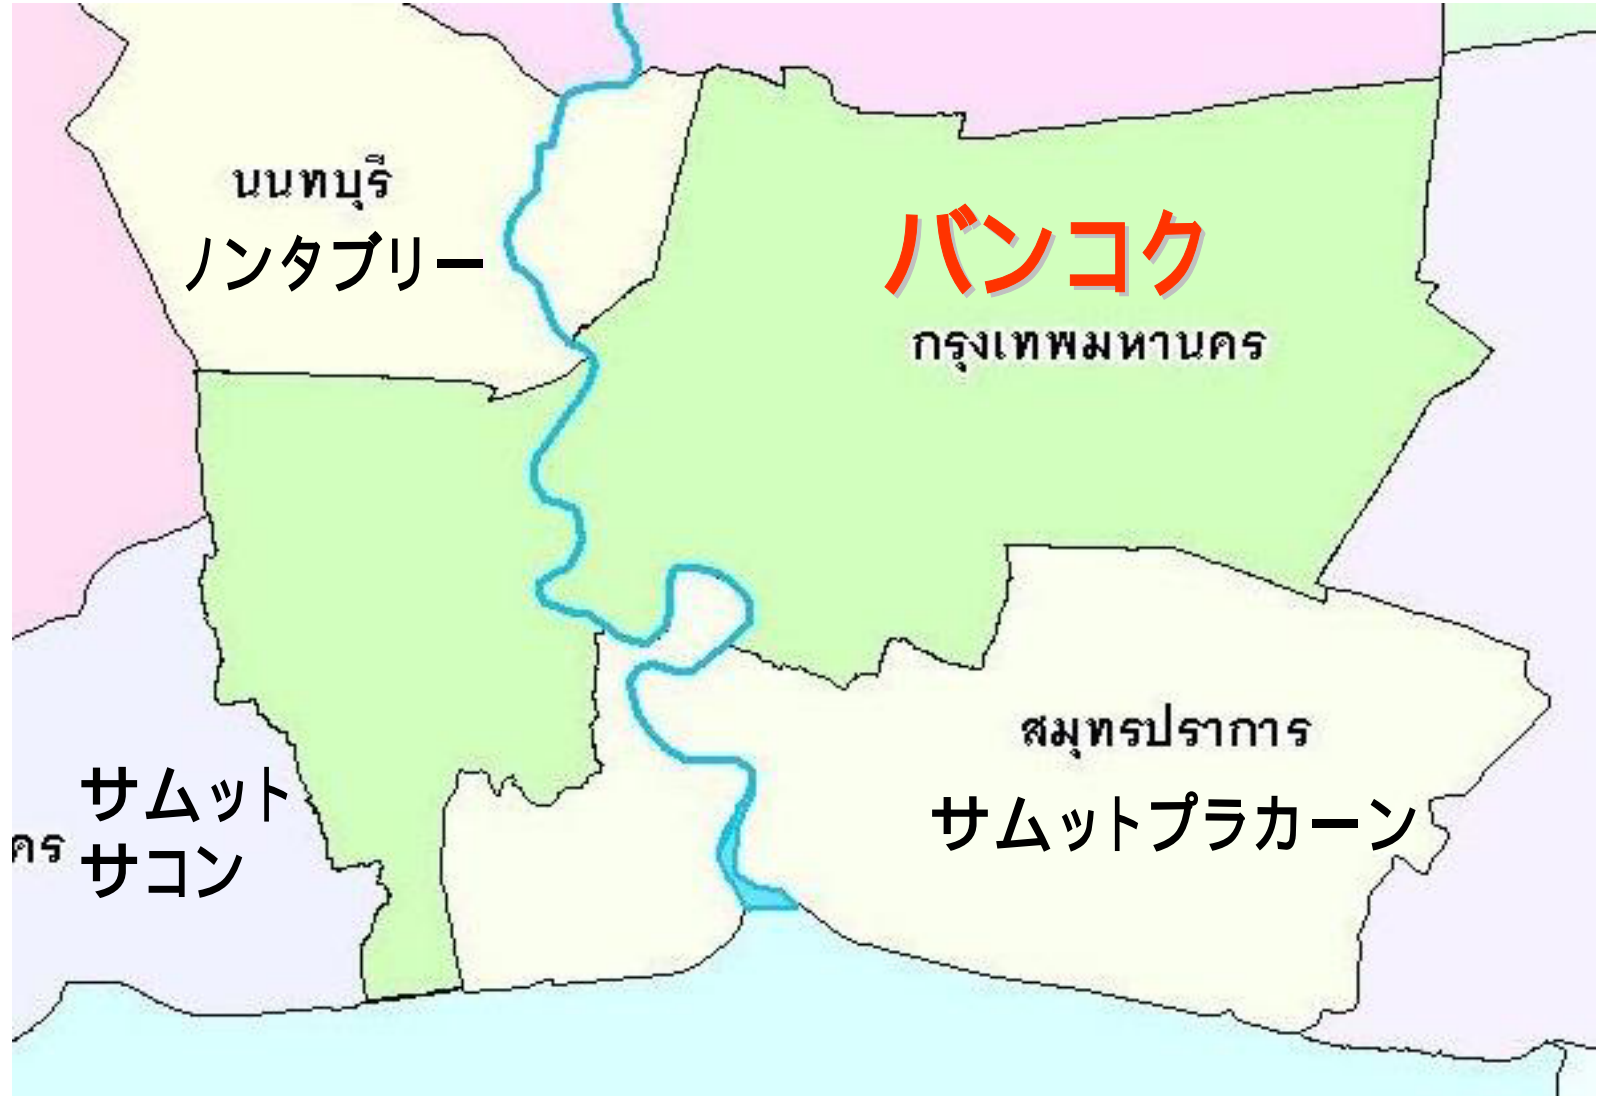 นนทบุรี
ノンタブリー
バンコク
กรุงเทพมหานคร
สมุทรปราการ
サムットプラカーン
サムット
คร
サコン